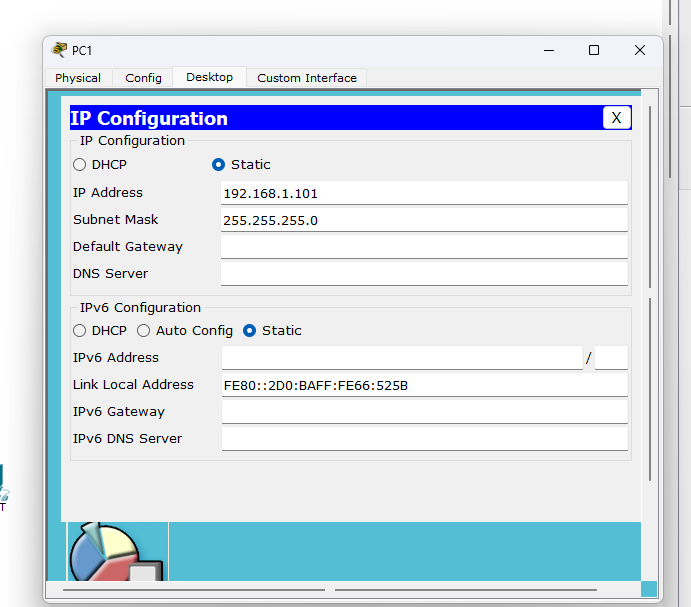 PC1
Physical Config Desktop Custom Interface
IP Configuration X
IP Configuration
DHCP Static
IP Address 192.168.1.101
Subnet Mask 255.255.255.0
Default Gateway
DNS Server
IPv6 Configuration
DHCP Auto Config Static
IPv6 Address /
Link Local Address FE80::2D0:BAFF:FE66:525B
IPv6 Gateway
IPv6 DNS Server
T